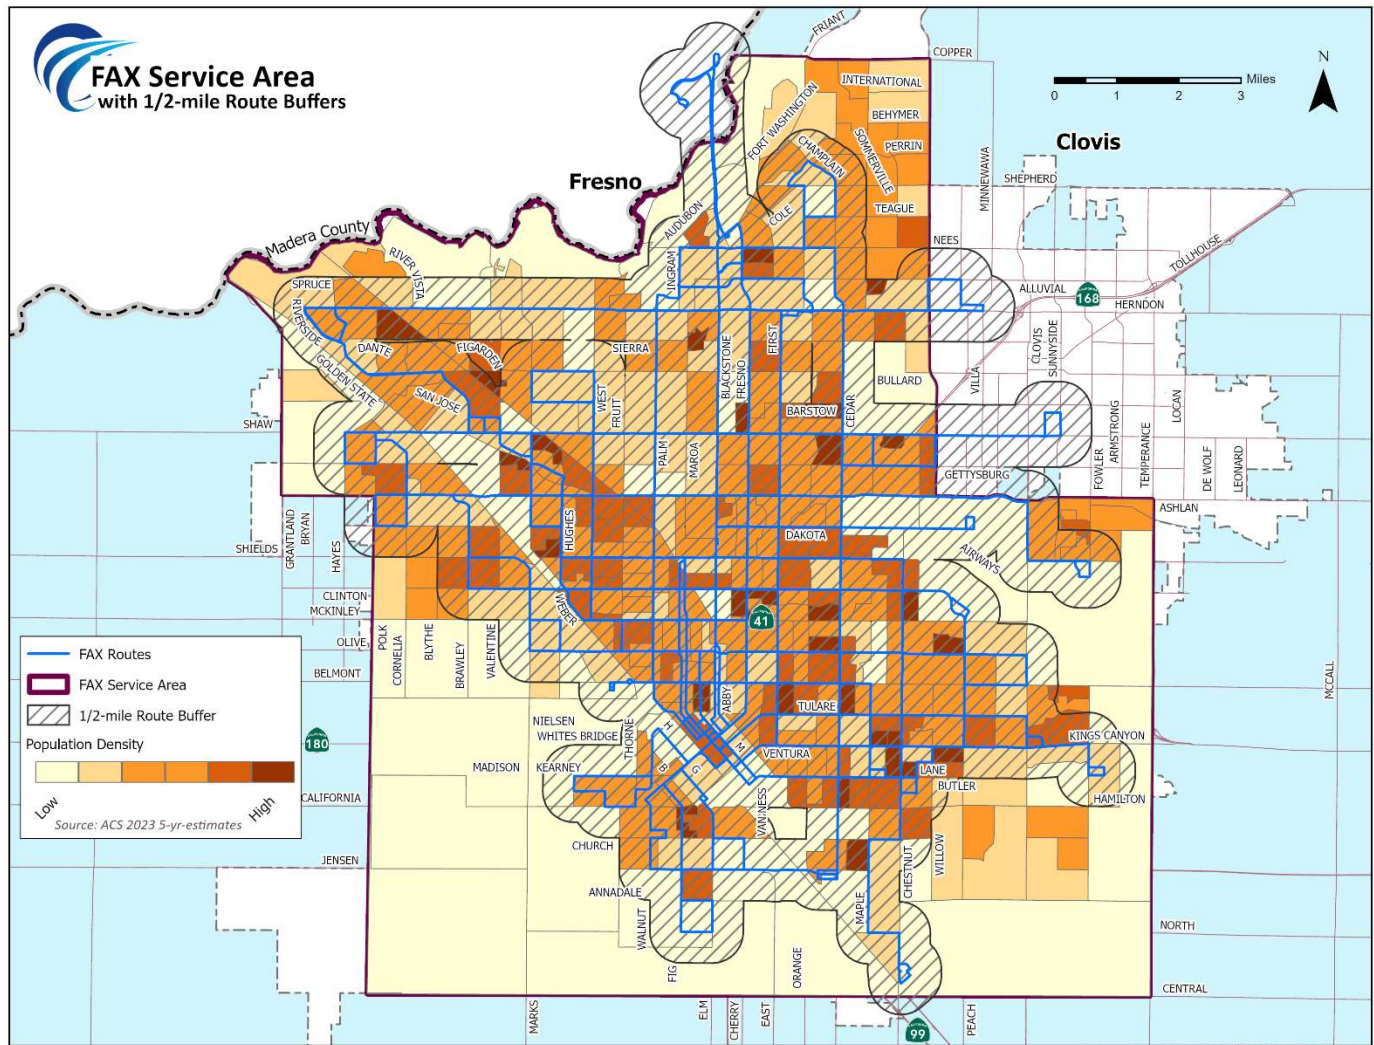 FAX Service Area
with 1/2-mile Route Buffers
FRIANT
COPPER
INTERNATIONAL
BEHYMER
PERRIN
FORT WASHINGTON
SOMMERVILLE
CHAMPLAIN
TEAGUE
COLE
AUDUBON
NEES
Miles
0
1
2
3
N
Clovis
Fresno
Madera County
MINNEWAWA
SHEPHERD
TOLLHOUSE
ALLUVIAL
168
HERNDON
SPRUCE
RIVER VISTA
INGRAM
RIVERSIDE
DANTE
FIGARDEN
SIERRA
GOLDEN STATE
SAN JOSE
WEST
FRUIT
BLACKSTONE
FRESNO
FIRST
BARSTOW
CEDAR
BULLARD
VILLA
CLOVIS
SUNNYSIDE
SHAW
PALM
MAROA
GETTYSBURG
FOWLER
ARMSTRONG
TEMPERANCE
LOCAN
DE WOLF
LEONARD
GRANTLAND
BRYAN
HAYES
HUGHES
DAKOTA
ASHLAN
AIRWAYS
SHIELDS
CLINTON
MCKINLEY
WEBER
41
OLIVE
POLK
CORNELIA
BLYTHE
BRAWLEY
VALENTINE
BELMONT
MCCALL
ABBY
TULARE
NIELSEN
WHITES BRIDGE
THORNE
H
M
B
G
VENTURA
KINGS CANYON
180
MADISON
KEARNEY
LANE
BUTLER
HAMILTON
CALIFORNIA
VAN NESS
CHURCH
CHESTNUT
WILLOW
JENSEN
ANNADALE
MAPLE
WALNUT
NORTH
FIG
ORANGE
CENTRAL
MARKS
ELM
CHERRY
EAST
99
PEACH
FAX Routes
FAX Service Area
1/2-mile Route Buffer
Population Density
Low
High
Source: ACS 2023 5-yr-estimates